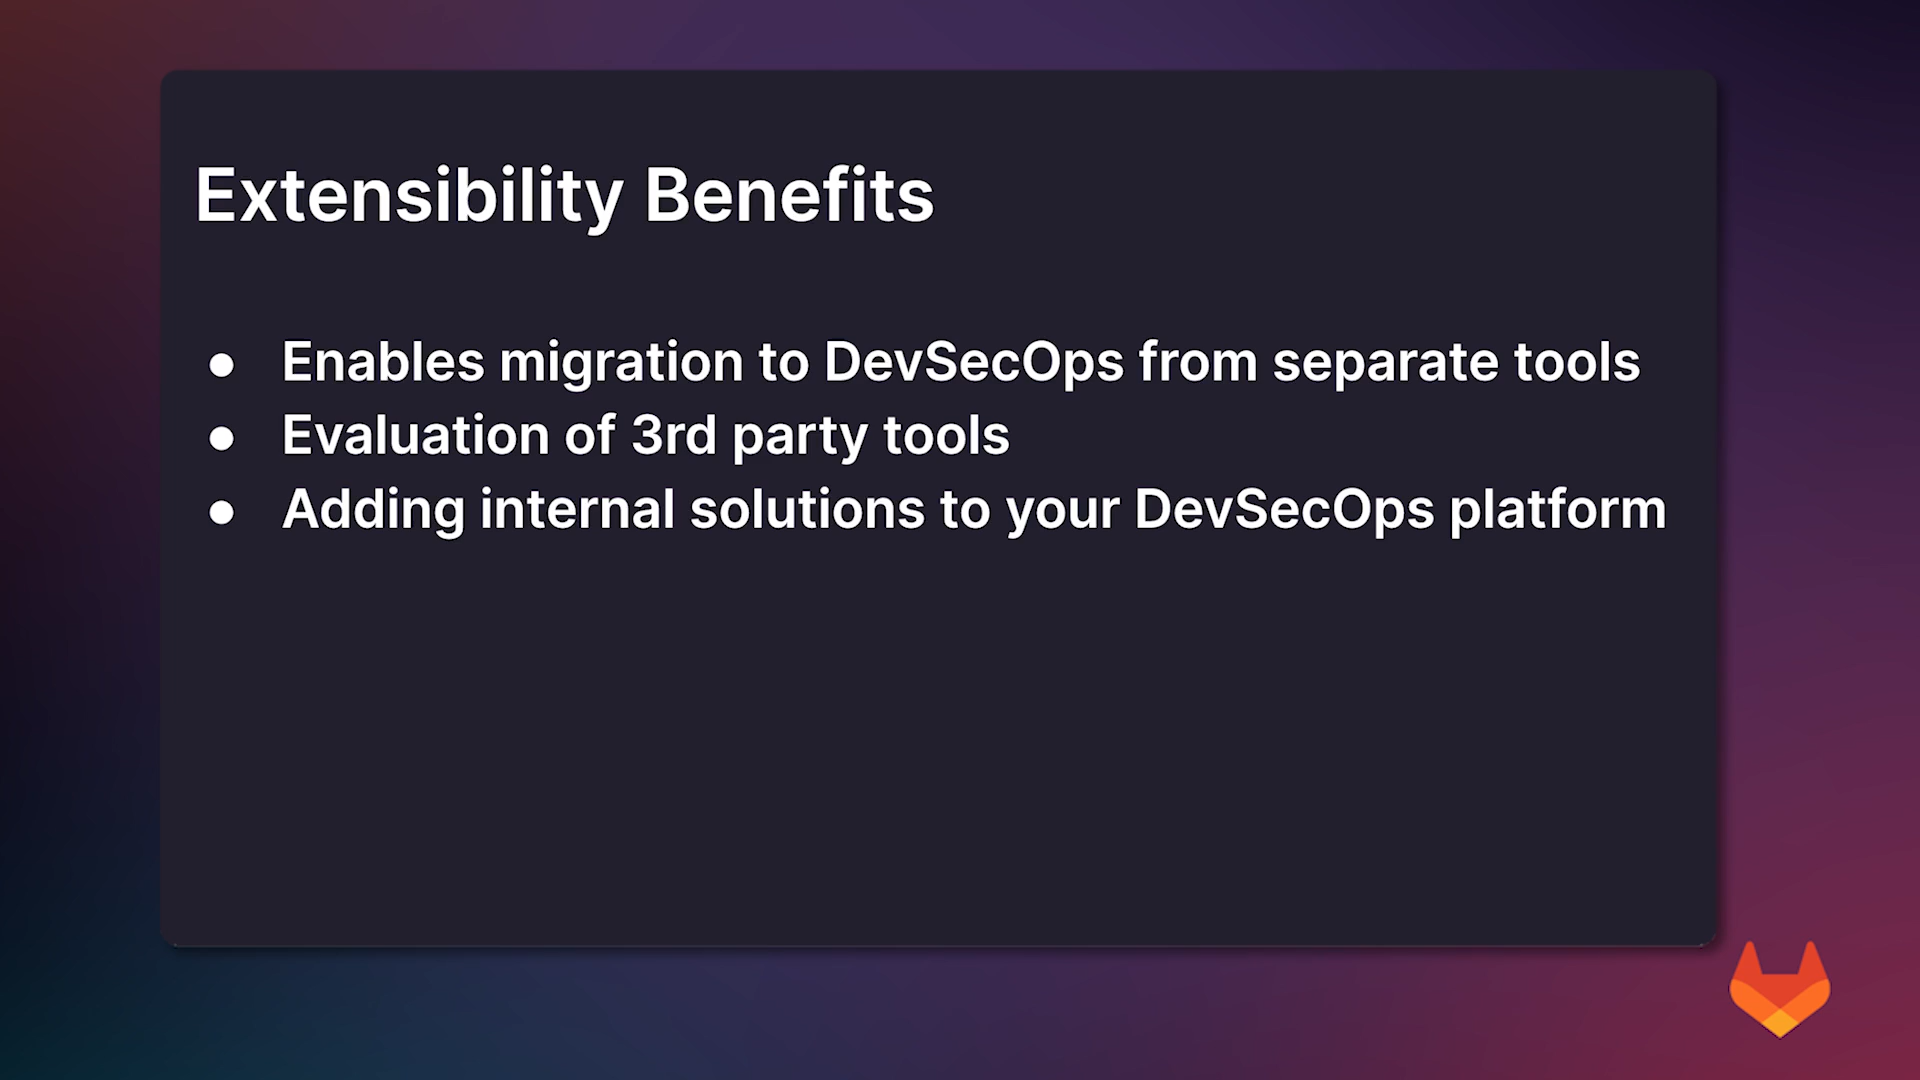 Extensibility Benefits
● Enables migration to DevSecOps from separate tools
● Evaluation of 3rd party tools
● Adding internal solutions to your DevSecOps platform